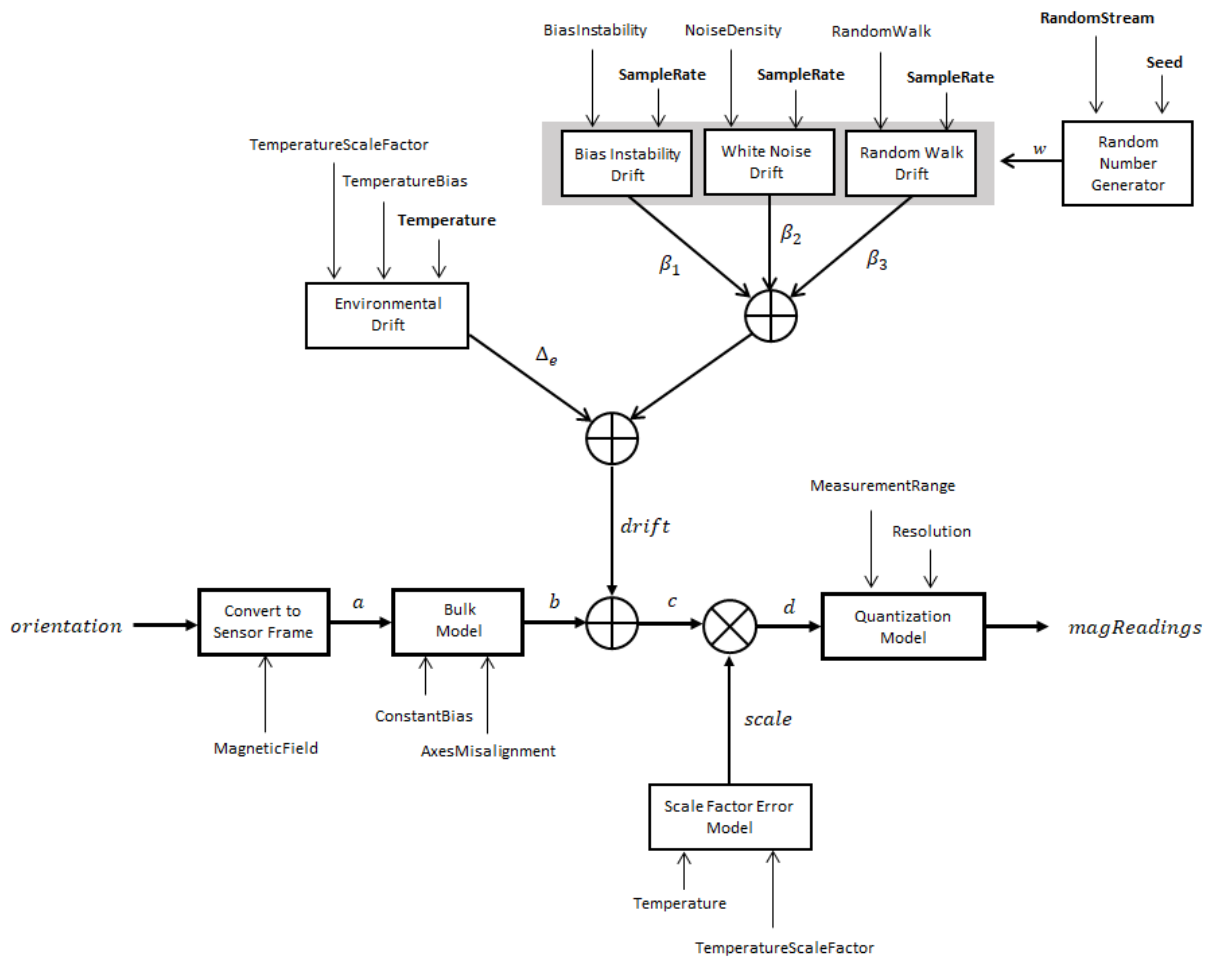 RandomStream
BiasInstability
NoiseDensity
RandomWalk
Seed
SampleRate
SampleRate
SampleRate
Bias Instability
Drift
White Noise
Drift
Random Walk
Drift
w
Random
Number
Generator
TemperatureScaleFactor
TemperatureBias
Temperature
β1
β2
β3
Environmental
Drift
Δe
drift
MeasurementRange
Resolution
orientation
Convert to
Sensor Frame
a
Bulk
Model
b
c
d
Quantization
Model
magReadings
MagneticField
ConstantBias
AxesMisalignment
scale
Scale Factor Error
Model
Temperature
TemperatureScaleFactor